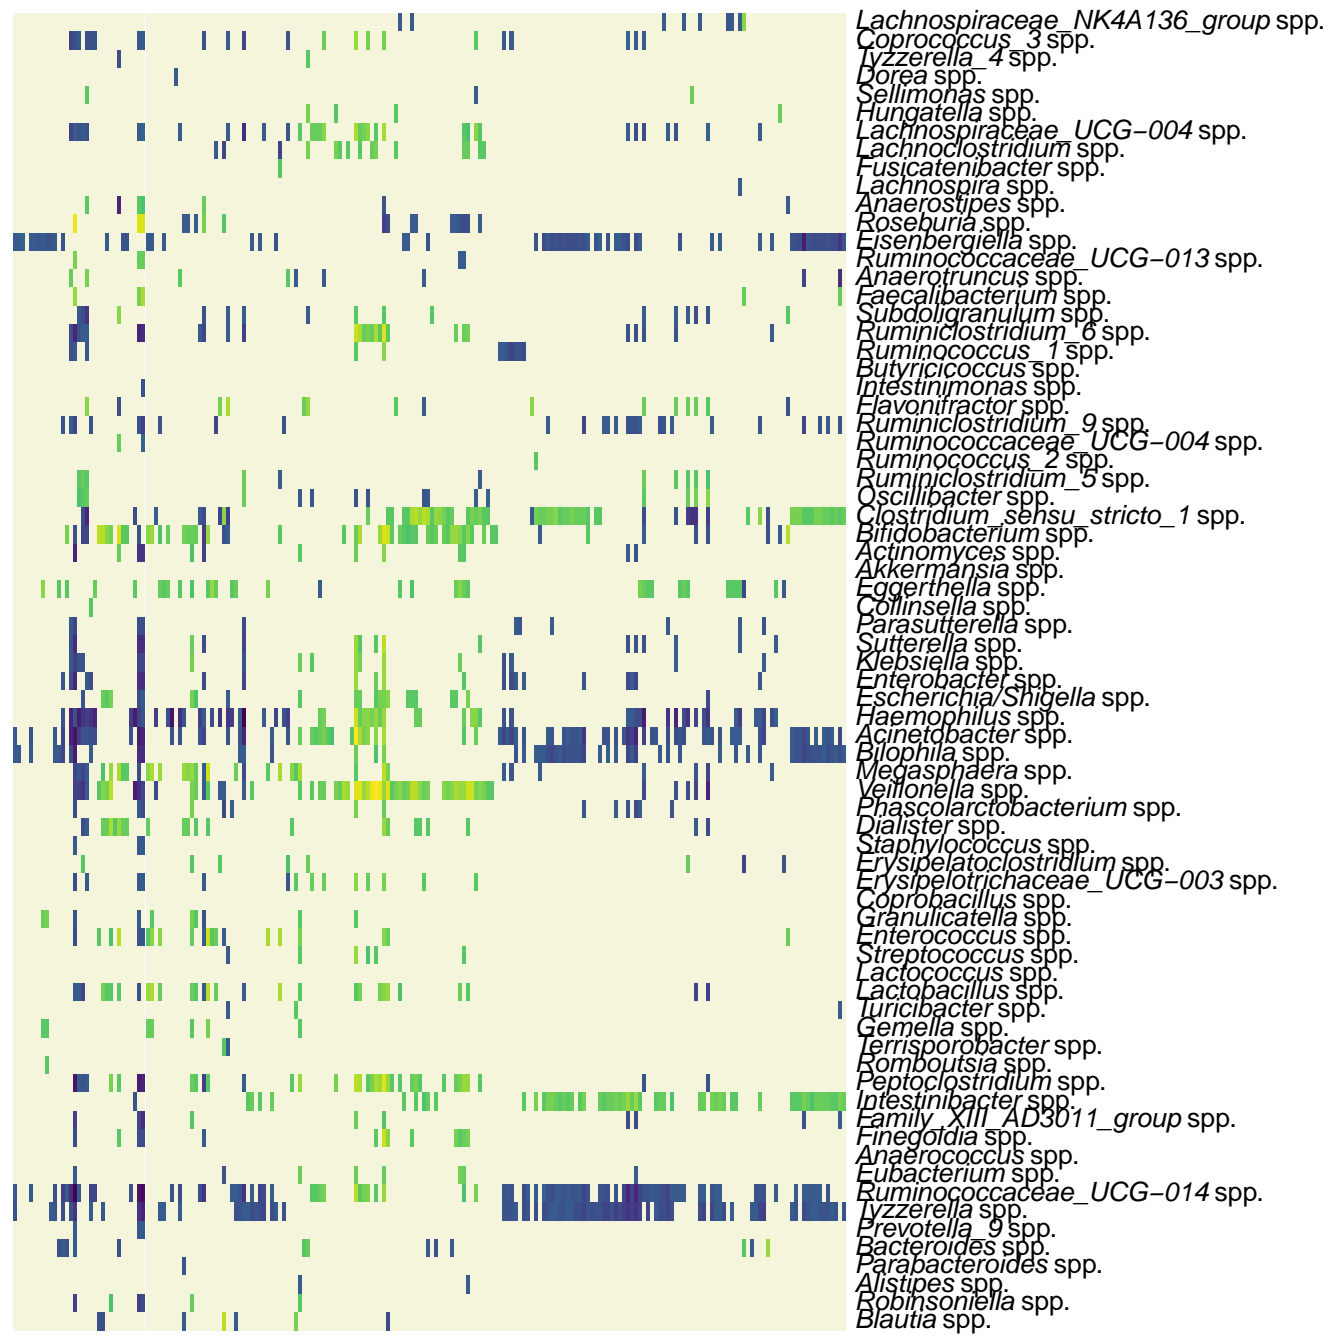 Lachnospiraceae_NK4A136_group spp.
Coprococcus_3 spp.
Tyzzerella_4 spp.
Dorea spp.
Sellimonas spp.
Hungatella spp.
Lachnospiraceae_UCG−004 spp.
Lachnoclostridium spp.
Fusicatenibacter spp.
Lachnospira spp.
Anaerostipes spp.
Roseburia spp.
Eisenbergiella spp.
Ruminococcaceae_UCG−013 spp.
Anaerotruncus spp.
Faecalibacterium spp.
Subdoligranulum spp.
Ruminiclostridium_6 spp.
Ruminococcus_1 spp.
Butyricicoccus spp.
Intestinimonas spp.
Flavonifractor spp.
Ruminiclostridium_9 spp.
Ruminococcaceae_UCG−004 spp.
Ruminococcus_2 spp.
Ruminiclostridium_5 spp.
Oscillibacter spp.
Clostridium_sensu_stricto_1 spp.
Bifidobacterium spp.
Actinomyces spp.
Akkermansia spp.
Eggerthella spp.
Collinsella spp.
Parasutterella spp.
Sutterella spp.
Klebsiella spp.
Enterobacter spp.
Escherichia/Shigella spp.
Haemophilus spp.
Acinetobacter spp.
Bilophila spp.
Megasphaera spp.
Veillonella spp.
Phascolarctobacterium spp.
Dialister spp.
Staphylococcus spp.
Erysipelatoclostridium spp.
Erysipelotrichaceae_UCG−003 spp.
Coprobacillus spp.
Granulicatella spp.
Enterococcus spp.
Streptococcus spp.
Lactococcus spp.
Lactobacillus spp.
Turicibacter spp.
Gemella spp.
Terrisporobacter spp.
Romboutsia spp.
Peptoclostridium spp.
Intestinibacter spp.
Family_XIII_AD3011_group spp.
Finegoldia spp.
Anaerococcus spp.
Eubacterium spp.
Ruminococcaceae_UCG−014 spp.
Tyzzerella spp.
Prevotella_9 spp.
Bacteroides spp.
Parabacteroides spp.
Alistipes spp.
Robinsoniella spp.
Blautia spp.